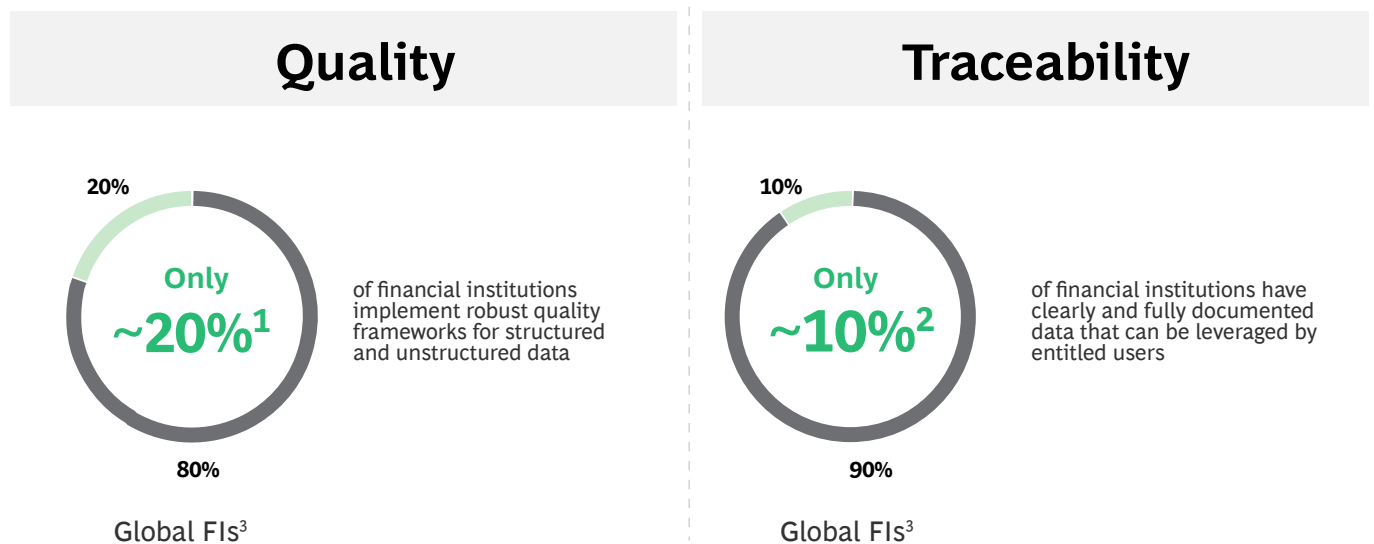 Quality
20%
Only
~20%¹
of financial institutions
implement robust quality
frameworks for structured
and unstructured data
80%
Global FIs³
Traceability
10%
Only
~10%²
of financial institutions have
clearly and fully documented
data that can be leveraged by
entitled users
90%
Global FIs³